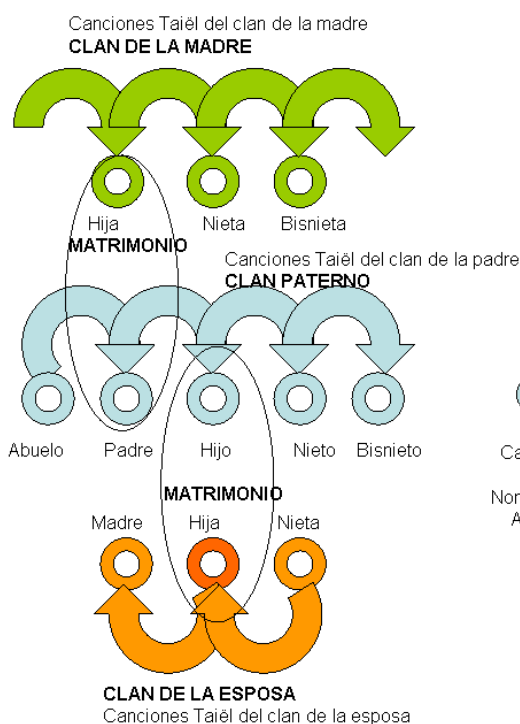 Canciones Taiël del clan de la madre
CLAN DE LA MADRE
Hija Nieta Bisnieta
MATRIMONIO
Canciones Taiël del clan de la padre
CLAN PATERNO
Abuelo Padre Hijo Nieto Bisnieto
MATRIMONIO
Madre Hija Nieta
CLAN DE LA ESPOSA
Canciones Taiël del clan de la esposa